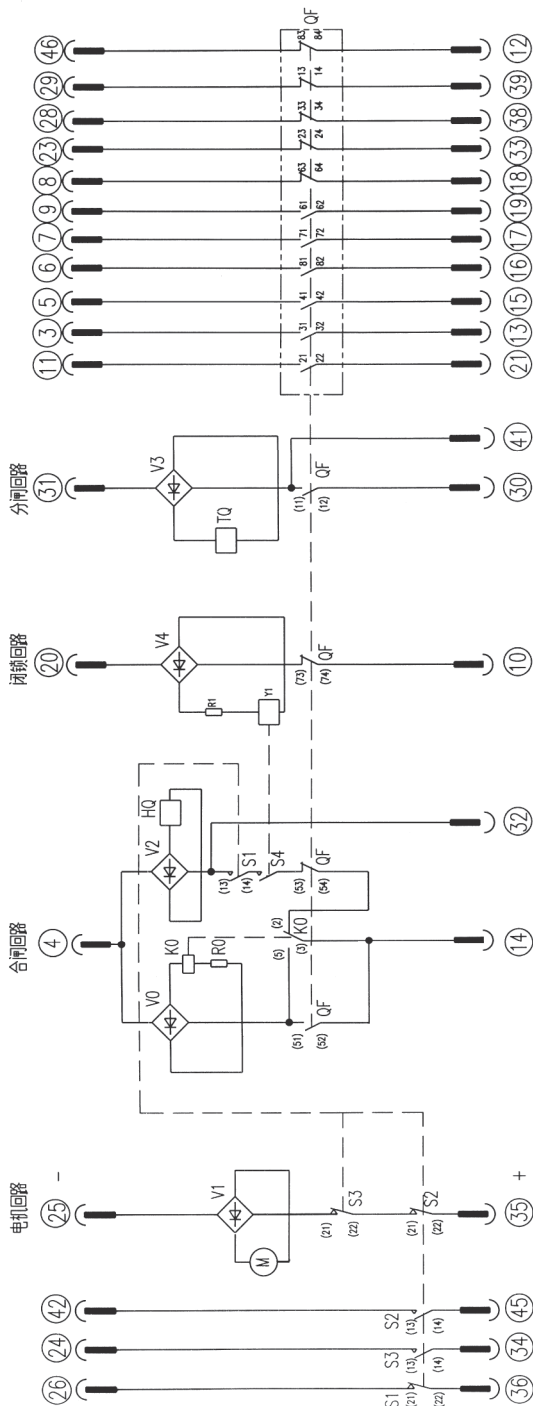 QF
46 83 84 12
29 13 14 39
28 33 34 38
23 23 24 33
8 63 64 18
9 61 62 19
7 71 72 17
6 81 82 16
5 41 42 15
3 31 32 13
11 21 22 21
分闸回路
31 V3 TQ (11) (12) QF 41
30
闭锁回路
20 V4 R1 Y1 (73) (74) QF 10
合闸回路
4
HQ
V2
(13) (14) S1 S4 (53) (54) QF 32
V0 K0 R0 (5) (2) (3) K0 14
(51) (52) QF
电机回路
- 25 V1 M (21) (22) S3 (21) (22) S2 35 +
42 S2 (13) (14) 45
24 S3 (13) (14) 34
26 S1 (21) (22) 36